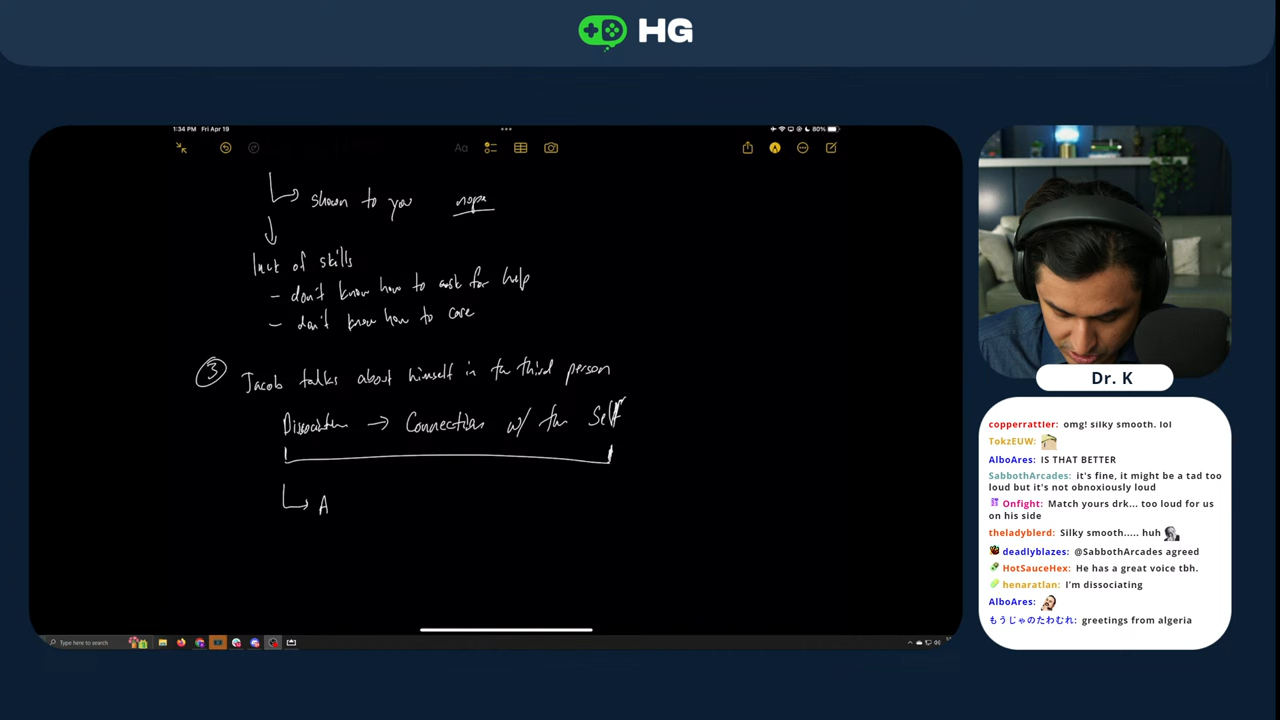 HG
1:34 PM Fri Apr 19
80%
Aa
shown to you nope
lack of skills
- don't know how to ask for help
- don't know how to care
③ Jacob talks about himself in the third person
Dissociation → Connection w/ the Self
A
Type here to search
Dr. K
copperrattler: omg! silky smooth. lol
TokzEUW:
AlboAres: IS THAT BETTER
SabbothArcades: it's fine, it might be a tad too
loud but it's not obnoxiously loud
Onfight: Match yours drk... too loud for us
on his side
theladyblerd: Silky smooth..... huh
deadlyblazes: @SabbothArcades agreed
HotSauceHex: He has a great voice tbh.
henaratlan: I'm dissociating
AlboAres:
もうじゃのたわむれ: greetings from algeria